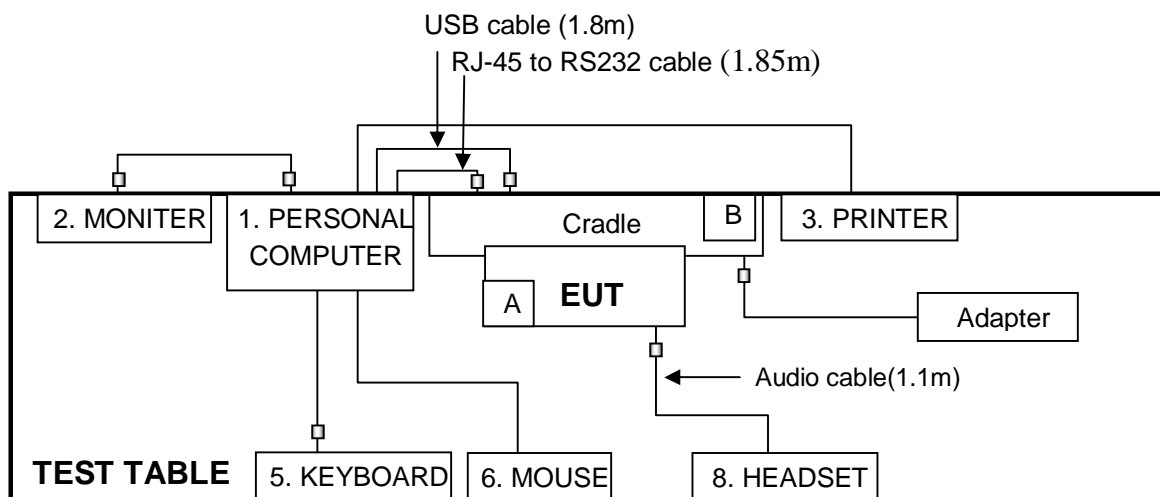 USB cable (1.8m)
RJ-45 to RS232 cable (1.85m)
2. MONITER
1. PERSONAL
COMPUTER
Cradle
B
3. PRINTER
A
EUT
Adapter
Audio cable(1.1m)
TEST TABLE
5. KEYBOARD
6. MOUSE
8. HEADSET